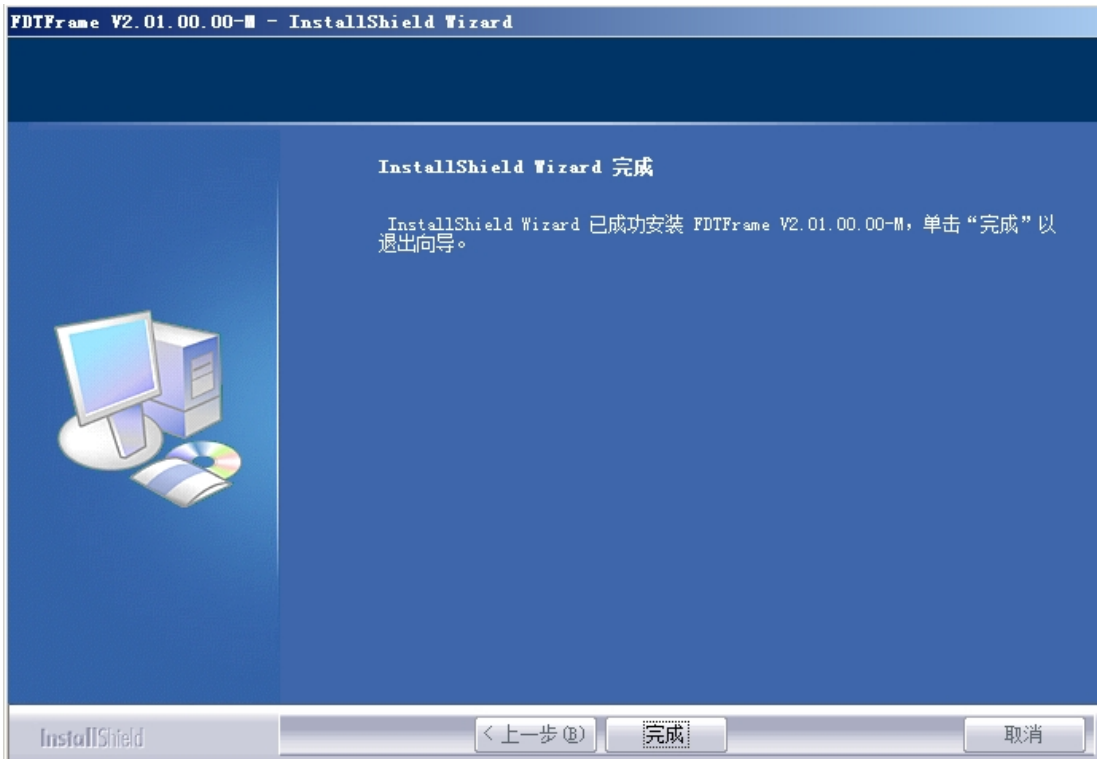 FDTFrame V2.01.00.00-M - InstallShield Wizard
InstallShield Wizard 完成
InstallShield Wizard 已成功安装 FDTFrame V2.01.00.00-M，单击“完成”以
退出向导。
InstallShield
< 上一步(B)
完成
取消